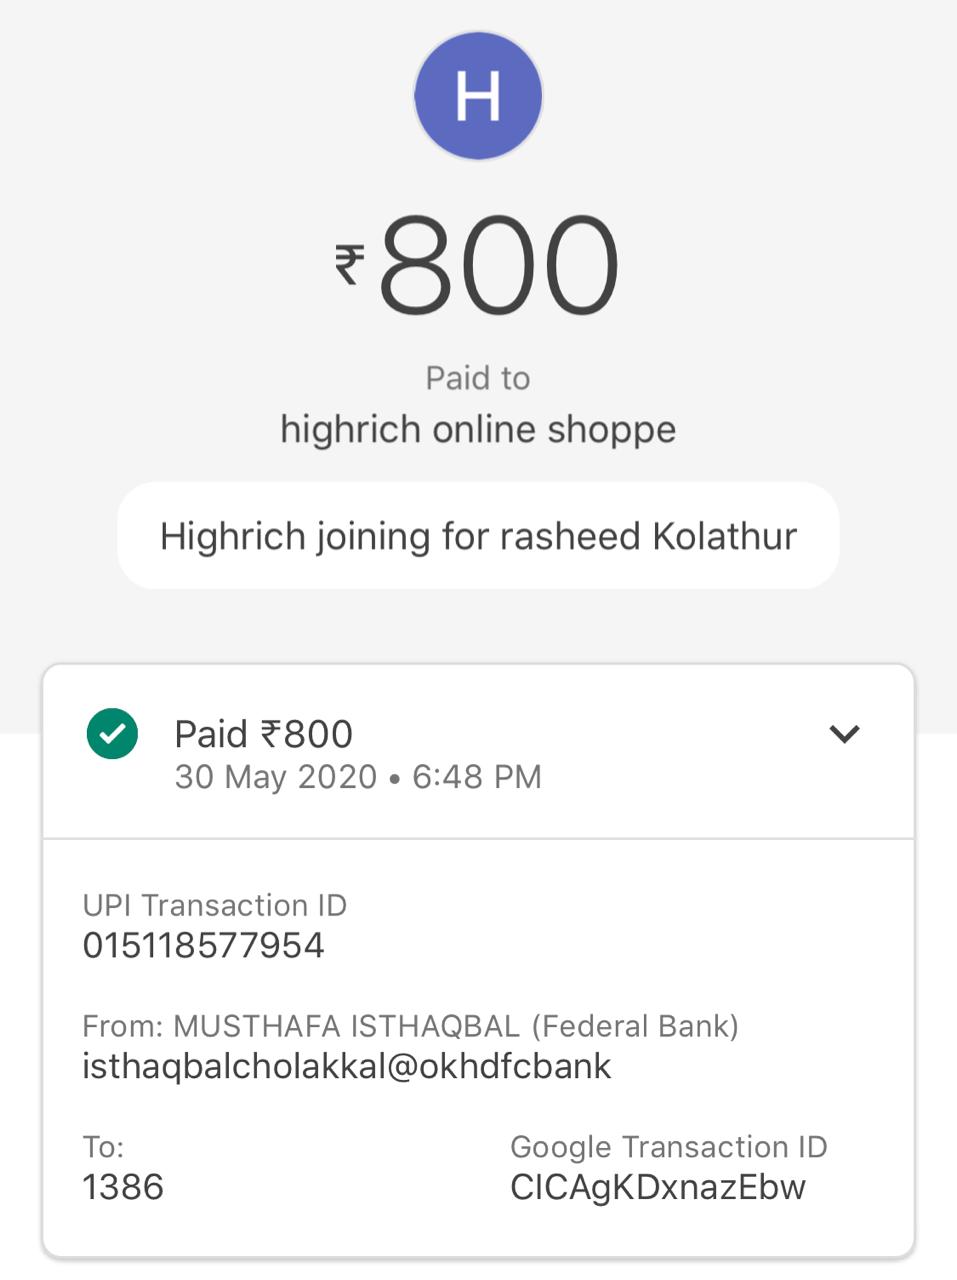 H
₹800
Paid to
highrich online shoppe
Highrich joining for rasheed Kolathur
Paid ₹800
30 May 2020 • 6:48 PM
UPI Transaction ID
015118577954
From: MUSTHAFA ISTHAQBAL (Federal Bank)
isthaqbalcholakkal@okhdfcbank
To:
1386
Google Transaction ID
CICAgKDxnazEbw